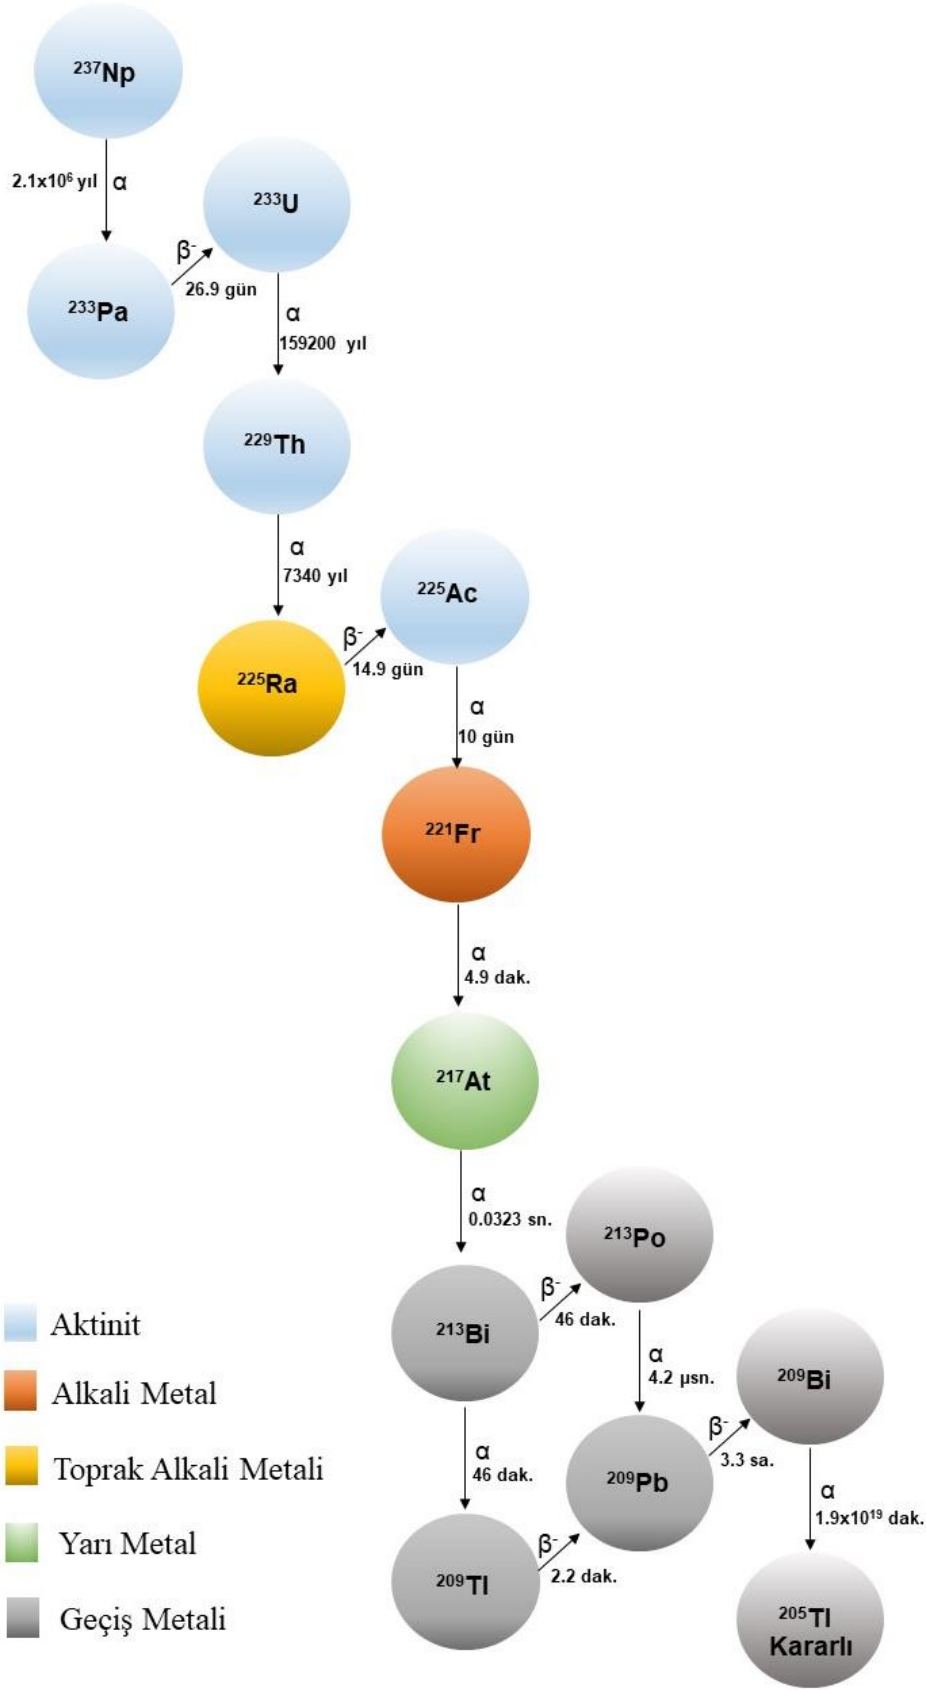 ²³⁷Np
2.1x10⁶ yıl
α
²³³U
β⁻
26.9 gün
²³³Pa
α
159200 yıl
²²⁹Th
α
7340 yıl
²²⁵Ac
β⁻
14.9 gün
²²⁵Ra
α
10 gün
²²¹Fr
α
4.9 dak.
²¹⁷At
α
0.0323 sn.
²¹³Po
β⁻
46 dak.
²¹³Bi
α
4.2 µsn.
²⁰⁹Bi
β⁻
3.3 sa.
α
46 dak.
²⁰⁹Pb
α
1.9x10¹⁹ dak.
β⁻
2.2 dak.
²⁰⁹Tl
²⁰⁵Tl
Kararlı
Aktinit
Alkali Metal
Toprak Alkali Metali
Yarı Metal
Geçiş Metali